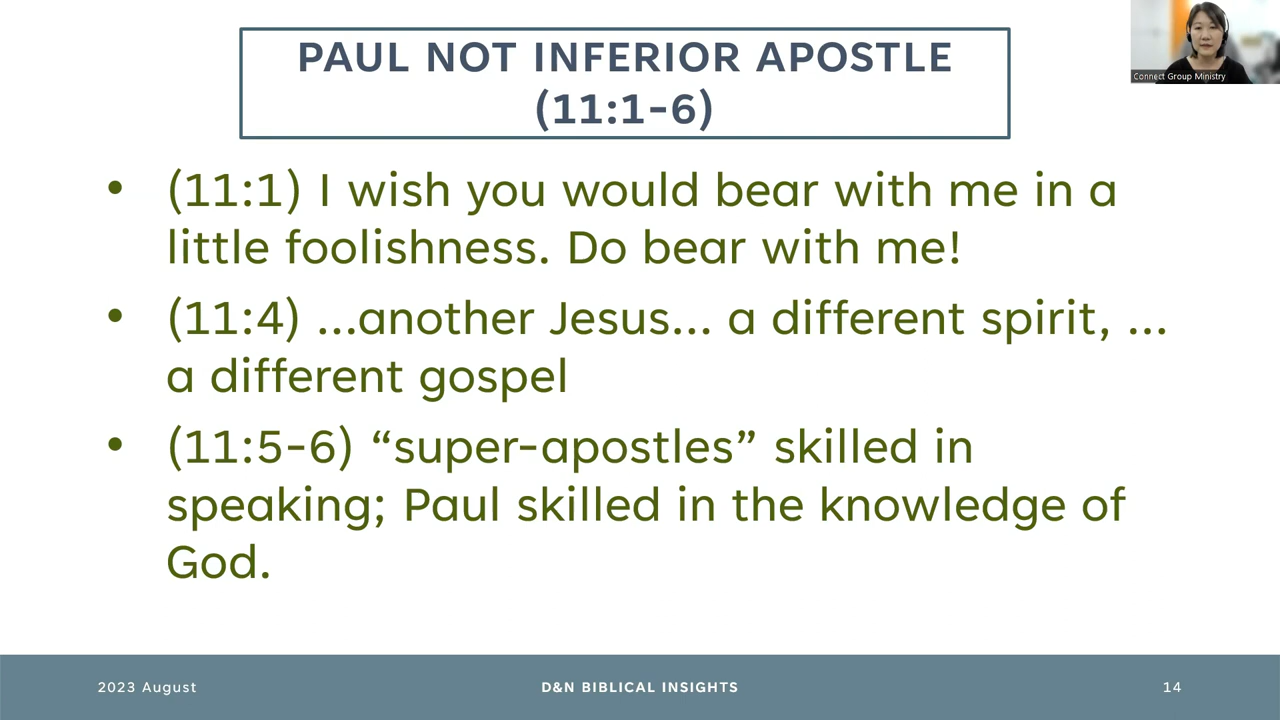 PAUL NOT INFERIOR APOSTLE
(11:1-6)
Connect Group Ministry
• (11:1) I wish you would bear with me in a
little foolishness. Do bear with me!
• (11:4) ...another Jesus... a different spirit, ...
a different gospel
• (11:5-6) “super-apostles” skilled in
speaking; Paul skilled in the knowledge of
God.
2023 August
D&N BIBLICAL INSIGHTS
14